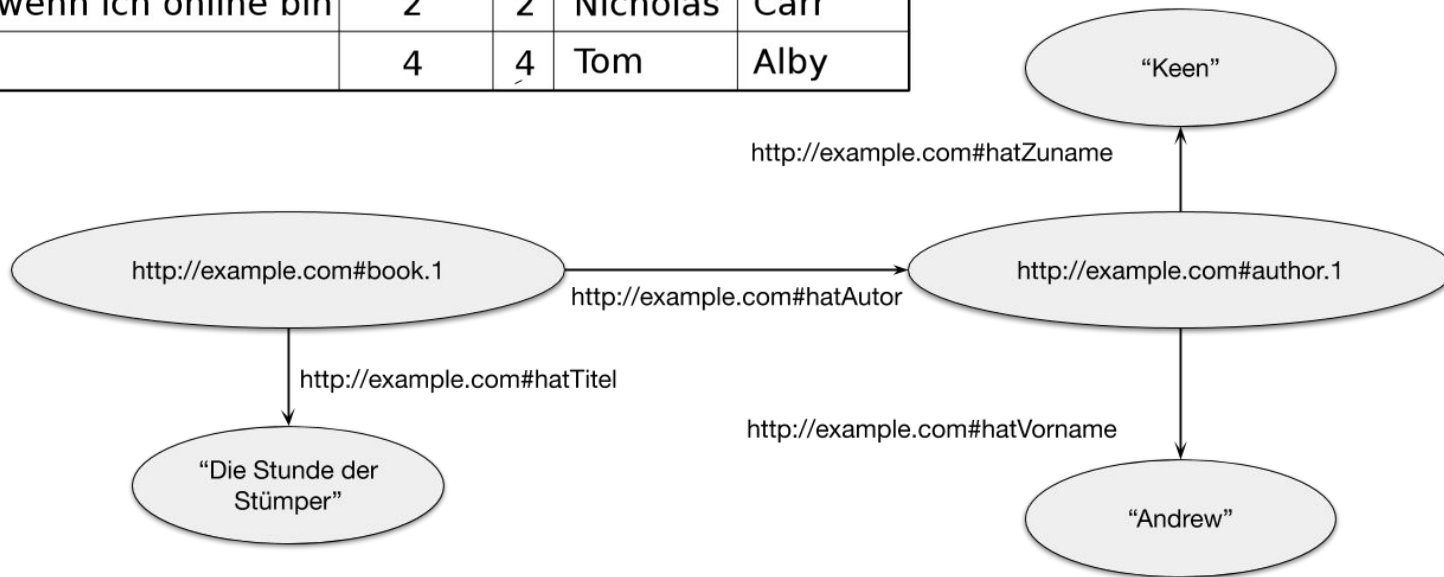 wenn ich online bin 2 2 Nicholas Carr
4 4 Tom Alby
“Keen”
http://example.com#hatZuname
http://example.com#book.1
http://example.com#author.1
http://example.com#hatAutor
http://example.com#hatTitel
http://example.com#hatVorname
“Die Stunde der
Stümper”
“Andrew”